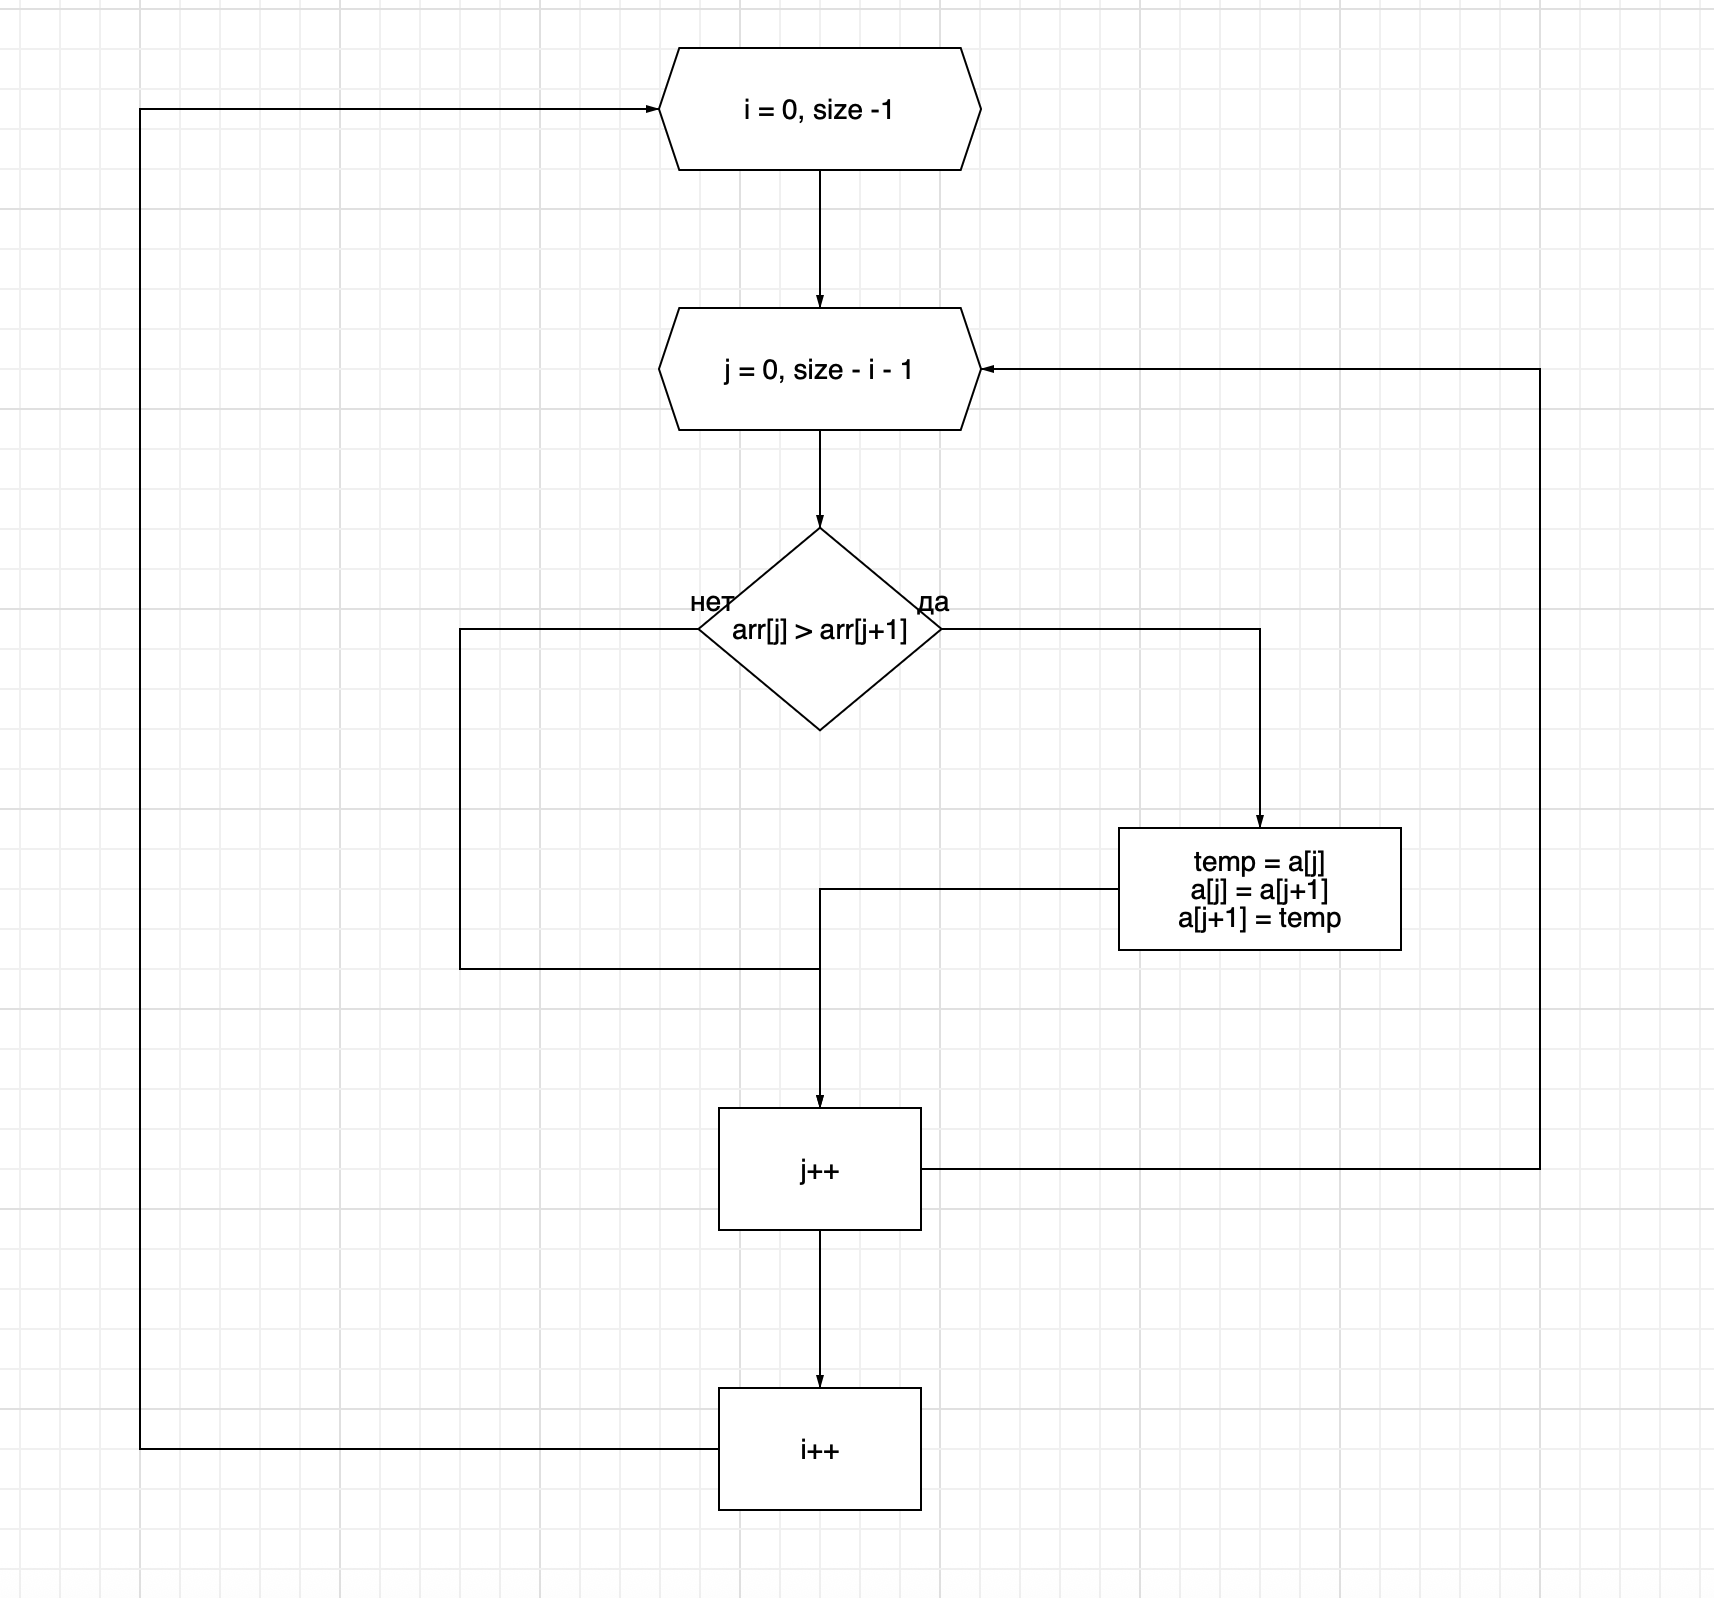 i = 0, size -1
j = 0, size - i - 1
нет
да
arr[j] > arr[j+1]
temp = a[j]
a[j] = a[j+1]
a[j+1] = temp
j++
i++